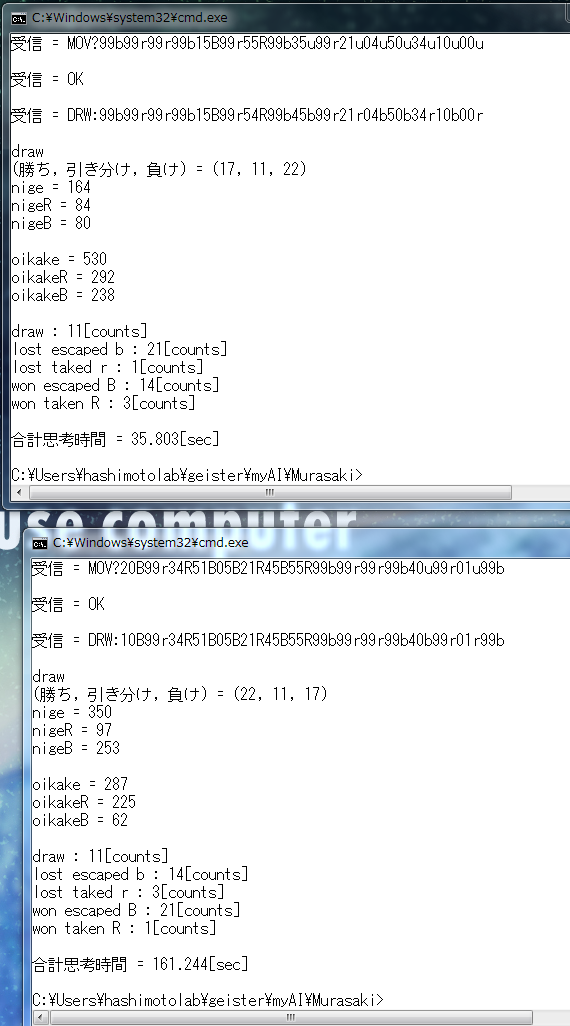 C:¥Windows¥system32¥cmd.exe
受信 = MOV?99b99r99r99b15B99r55R99b35u99r21u04u50u34u10u00u
受信 = OK
受信 = DRW:99b99r99r99b15B99r54R99b45b99r21r04b50b34r10b00r
draw
(勝ち，引き分け，負け) = (17, 11, 22)
nige = 164
nigeR = 84
nigeB = 80
oikake = 530
oikakeR = 292
oikakeB = 238
draw : 11[counts]
lost escaped b : 21[counts]
lost taked r : 1[counts]
won escaped B : 14[counts]
won taken R : 3[counts]
合計思考時間 = 35.803[sec]
C:¥Users¥hashimotolab¥geister¥myAI¥Murasaki>
use computer
C:¥Windows¥system32¥cmd.exe
受信 = MOV?20B99r34R51B05B21R45B55R99b99r99r99b40u99r01u99b
受信 = OK
受信 = DRW:10B99r34R51B05B21R45B55R99b99r99r99b40b99r01r99b
draw
(勝ち，引き分け，負け) = (22, 11, 17)
nige = 350
nigeR = 97
nigeB = 253
oikake = 287
oikakeR = 225
oikakeB = 62
draw : 11[counts]
lost escaped b : 14[counts]
lost taked r : 3[counts]
won escaped B : 21[counts]
won taken R : 1[counts]
合計思考時間 = 161.244[sec]
C:¥Users¥hashimotolab¥geister¥myAI¥Murasaki>